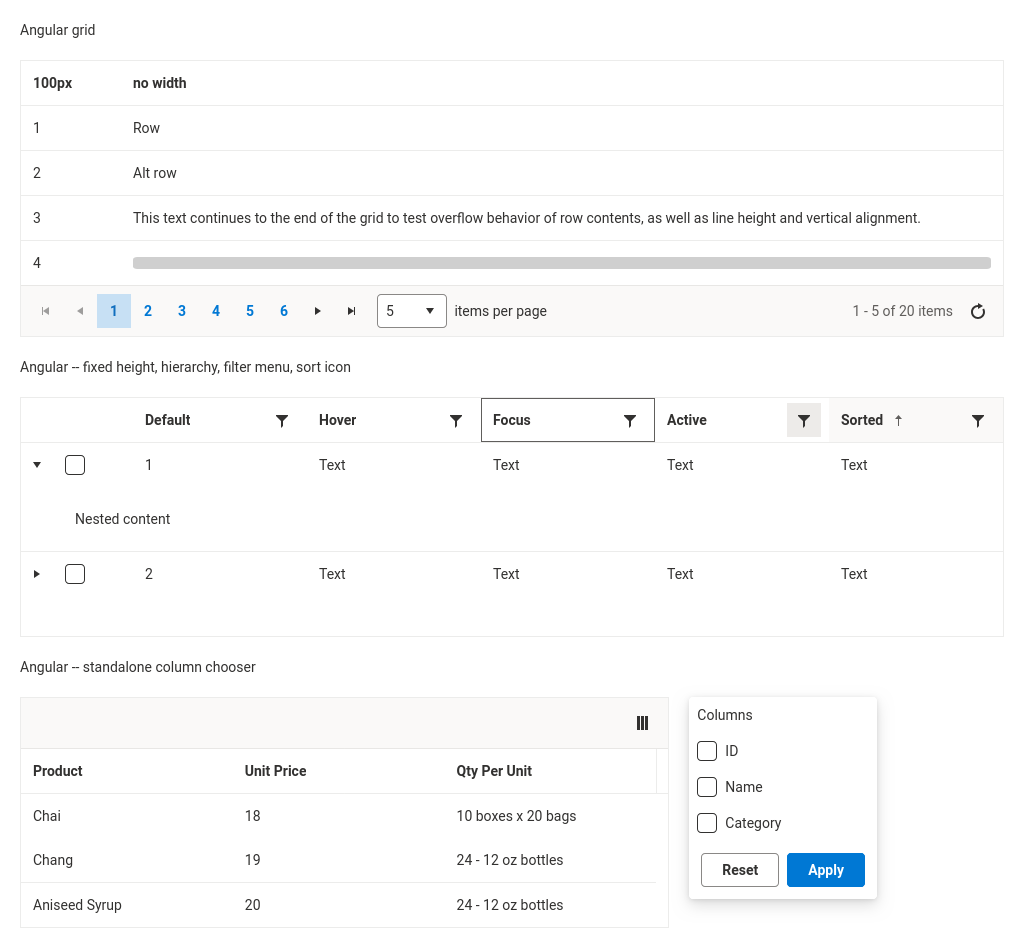 Angular grid
100px no width
1 Row
2 Alt row
3 This text continues to the end of the grid to test overflow behavior of row contents, as well as line height and vertical alignment.
4
1 2 3 4 5 6 5 items per page 1 - 5 of 20 items
Angular -- fixed height, hierarchy, filter menu, sort icon
Default Hover Focus Active Sorted
1 Text Text Text Text
Nested content
2 Text Text Text Text
Angular -- standalone column chooser
Product Unit Price Qty Per Unit
Chai 18 10 boxes x 20 bags
Chang 19 24 - 12 oz bottles
Aniseed Syrup 20 24 - 12 oz bottles
Columns
ID
Name
Category
Reset Apply